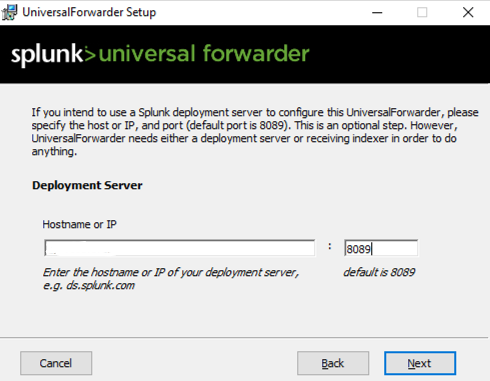 UniversalForwarder Setup
splunk>universal forwarder
If you intend to use a Splunk deployment server to configure this UniversalForwarder, please
specify the host or IP, and port (default port is 8089). This is an optional step. However,
UniversalForwarder needs either a deployment server or receiving indexer in order to do
anything.
Deployment Server
Hostname or IP
: 8089
Enter the hostname or IP of your deployment server, default is 8089
e.g. ds.splunk.com
Cancel Back Next